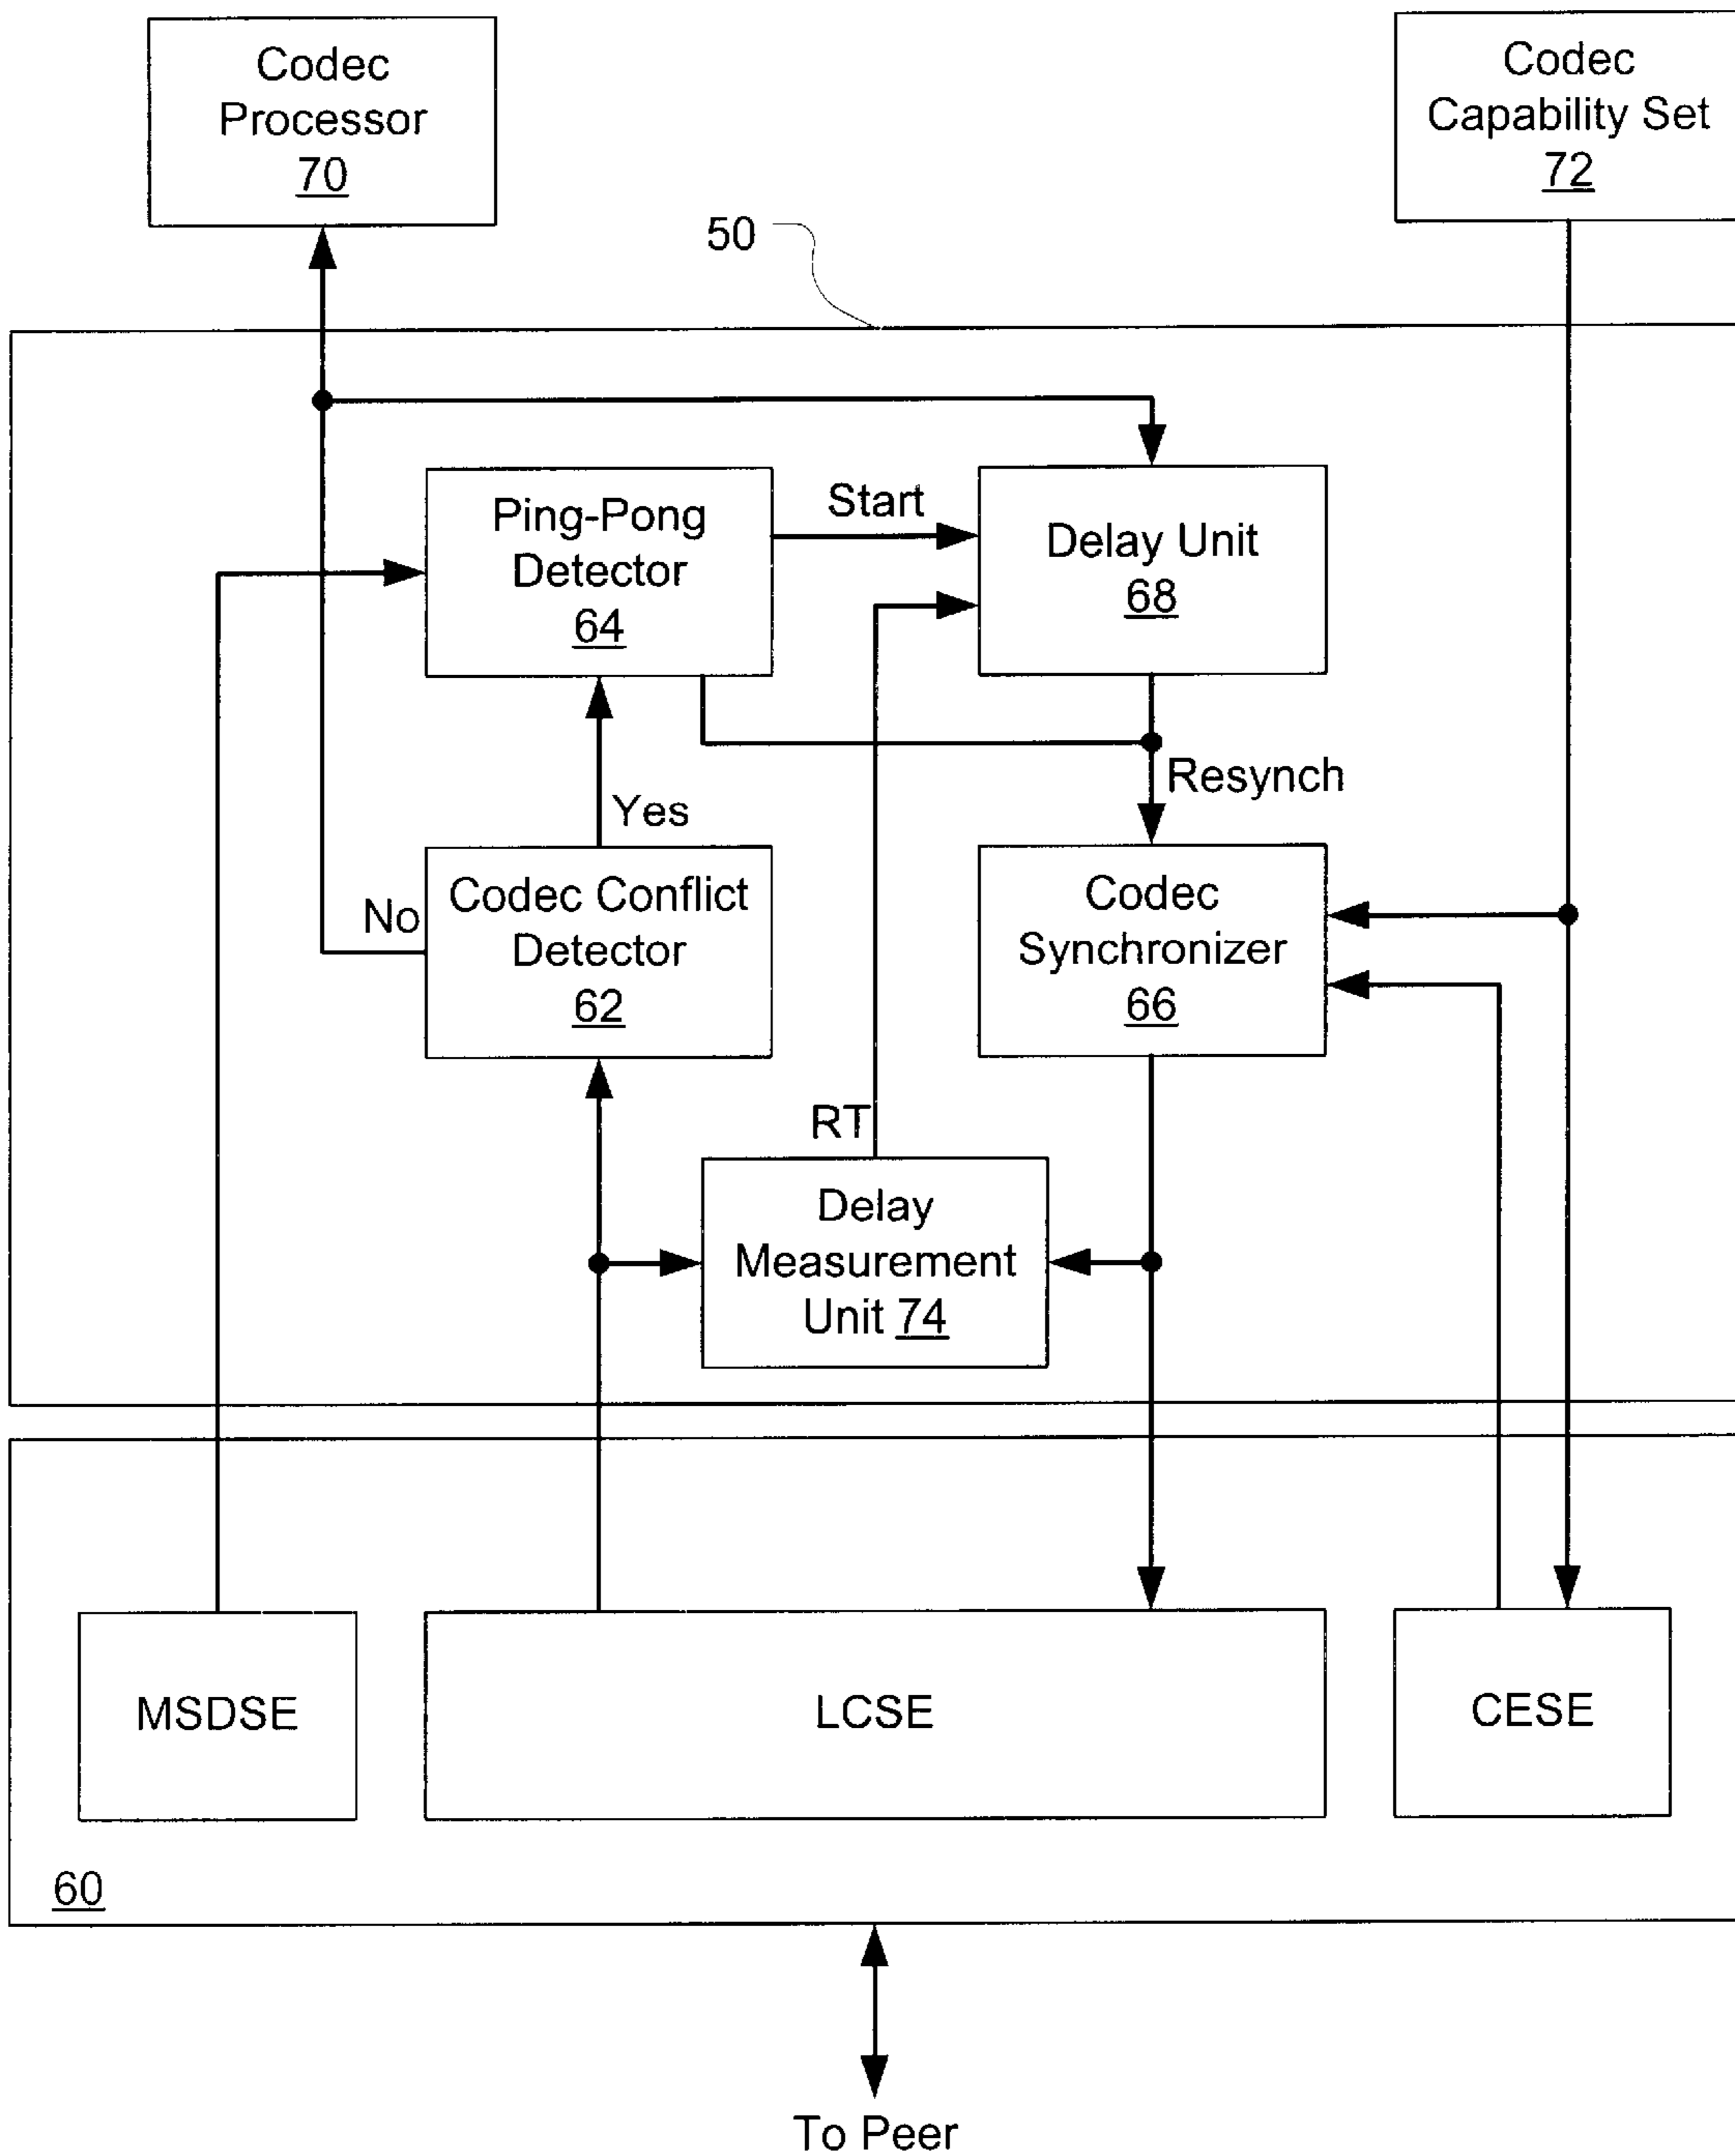 Codec
Processor
70
Codec
Capability Set
72
50
Ping-Pong
Detector
64
Start
Delay Unit
68
Resynch
Yes
No
Codec Conflict
Detector
62
Codec
Synchronizer
66
RT
Delay
Measurement
Unit 74
MSDSE
LCSE
CESE
60
To Peer